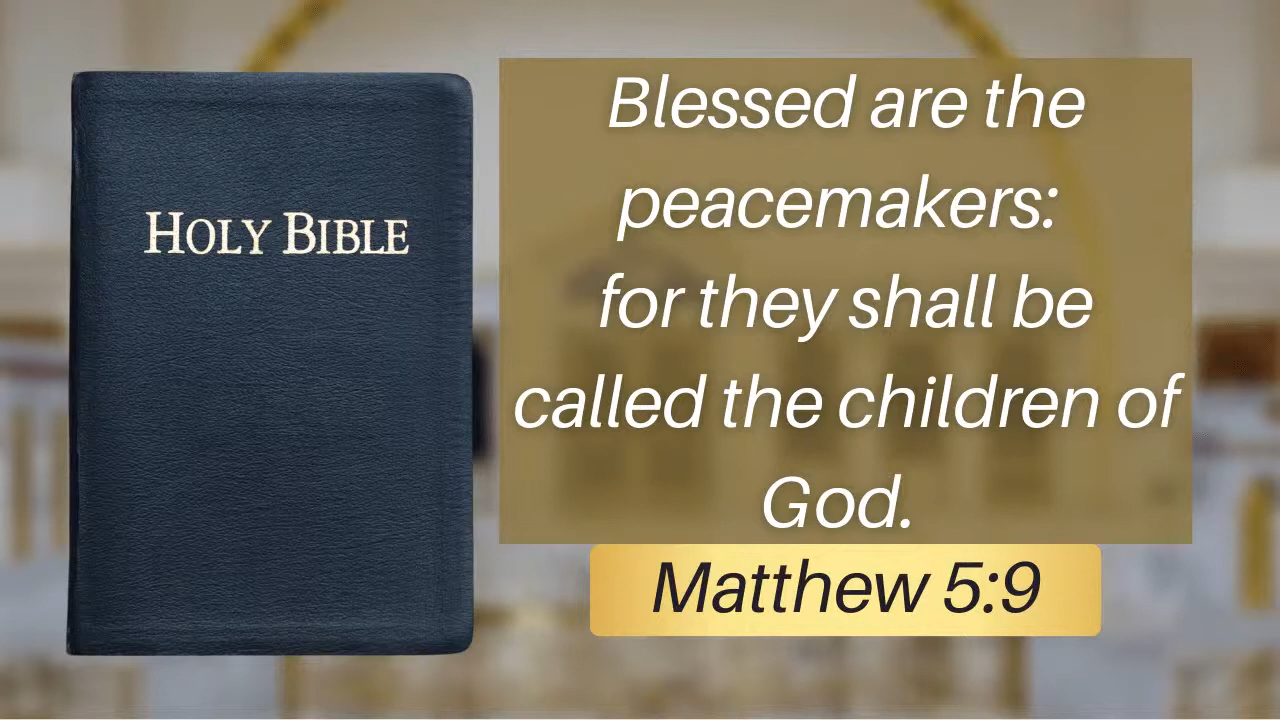 HOLY BIBLE
Blessed are the
peacemakers:
for they shall be
called the children of
God.
Matthew 5:9